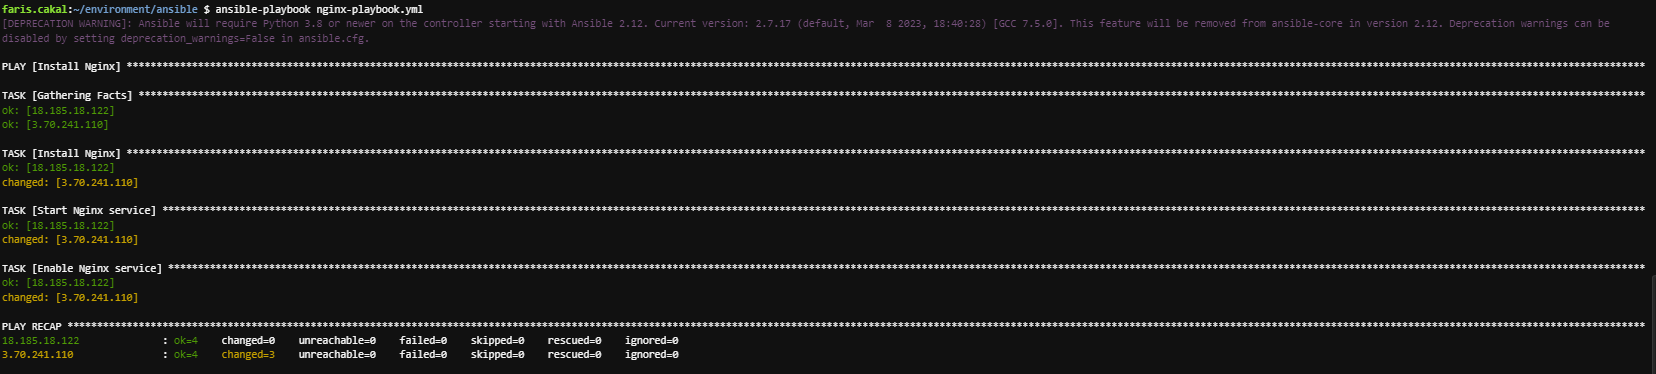 faris.cakal:~/environment/ansible $ ansible-playbook nginx-playbook.yml
[DEPRECATION WARNING]: Ansible will require Python 3.8 or newer on the controller starting with Ansible 2.12. Current version: 2.7.17 (default, Mar  8 2023, 18:40:28) [GCC 7.5.0]. This feature will be removed from ansible-core in version 2.12. Deprecation warnings can be
disabled by setting deprecation_warnings=False in ansible.cfg.
PLAY [Install Nginx] ****************************************************************
TASK [Gathering Facts] ****************************************************************
ok: [18.185.18.122]
ok: [3.70.241.110]
TASK [Install Nginx] ****************************************************************
ok: [18.185.18.122]
changed: [3.70.241.110]
TASK [Start Nginx service] ****************************************************************
ok: [18.185.18.122]
changed: [3.70.241.110]
TASK [Enable Nginx service] ****************************************************************
ok: [18.185.18.122]
changed: [3.70.241.110]
PLAY RECAP ****************************************************************
18.185.18.122              : ok=4    changed=0    unreachable=0    failed=0    skipped=0    rescued=0    ignored=0
3.70.241.110               : ok=4    changed=3    unreachable=0    failed=0    skipped=0    rescued=0    ignored=0